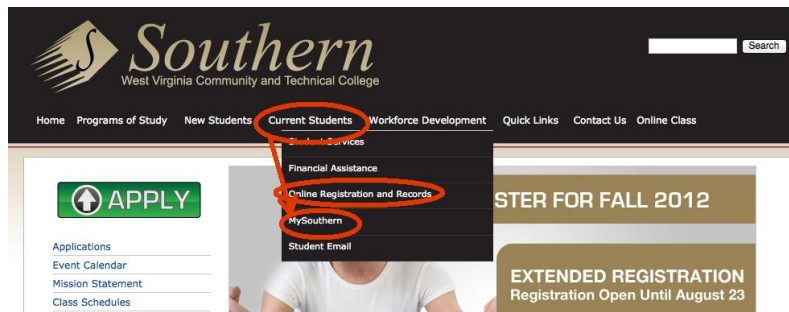 Southern
West Virginia Community and Technical College
Search
Home Programs of Study New Students Current Students Workforce Development Quick Links Contact Us Online Class
Student Services
Financial Assistance
Online Registration and Records
MySouthern
Student Email
APPLY
Applications
Event Calendar
Mission Statement
Class Schedules
STER FOR FALL 2012
EXTENDED REGISTRATION
Registration Open Until August 23